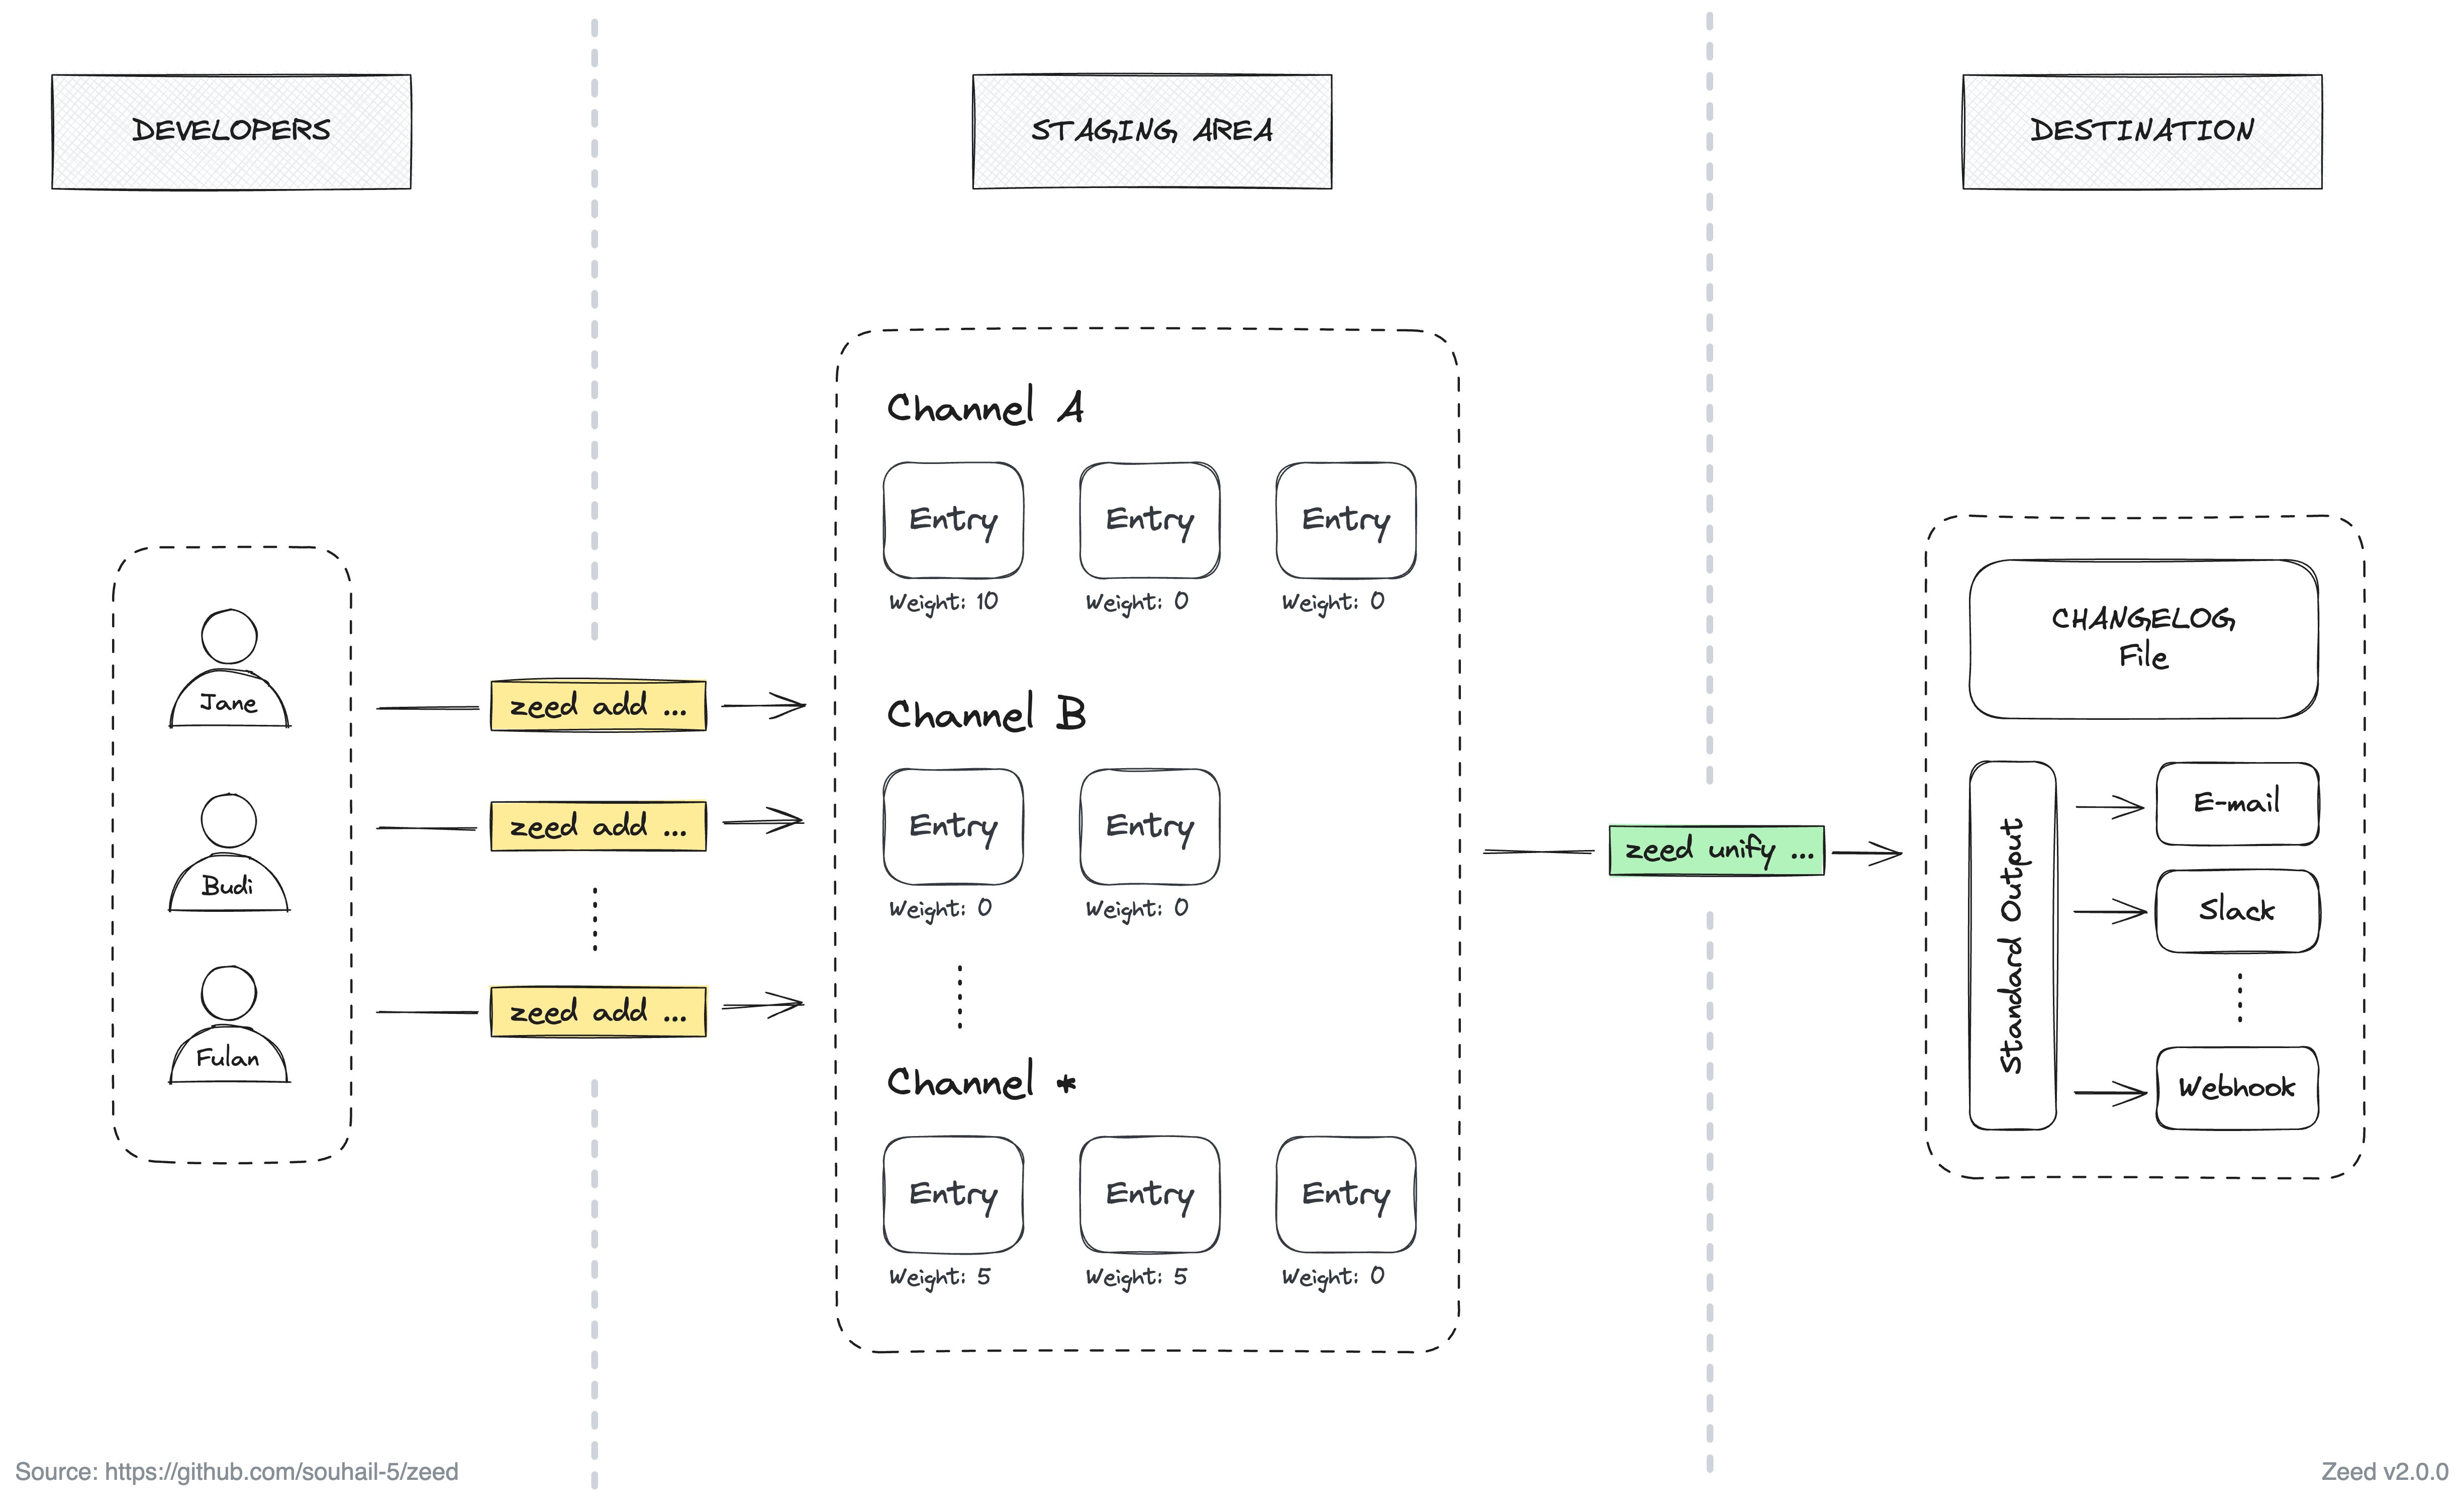 DEVELOPERS
STAGING AREA
DESTINATION
Jane
Budi
Fulan
zeed add ...
zeed add ...
zeed add ...
Channel A
Entry
Entry
Entry
Weight: 10
Weight: 0
Weight: 0
Channel B
Entry
Entry
Weight: 0
Weight: 0
Channel *
Entry
Entry
Entry
Weight: 5
Weight: 5
Weight: 0
zeed unify ...
CHANGELOG
File
Standard Output
E-mail
Slack
Webhook
Source: https://github.com/souhail-5/zeed
Zeed v2.0.0